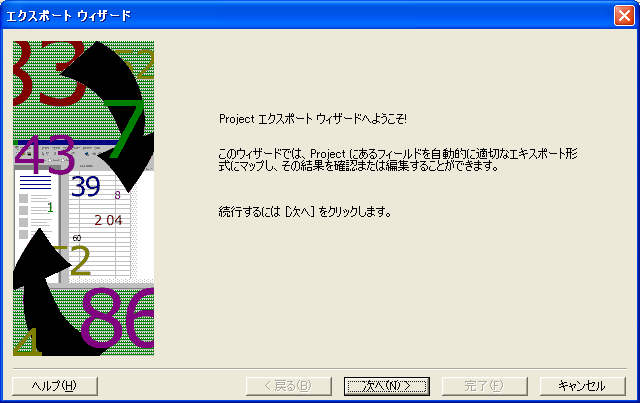 エクスポート ウィザード
33
52
7
Project エクスポート ウィザードへようこそ!
43
このウィザードでは、Project にあるフィールドを自動的に適切なエキスポート形
式にマップし、その結果を確認または編集することができます。
39
8
1
2 04
続行するには [次へ] をクリックします。
60
52
86
4
ヘルプ(H)
< 戻る(B)
次へ(N) >
完了(F)
キャンセル